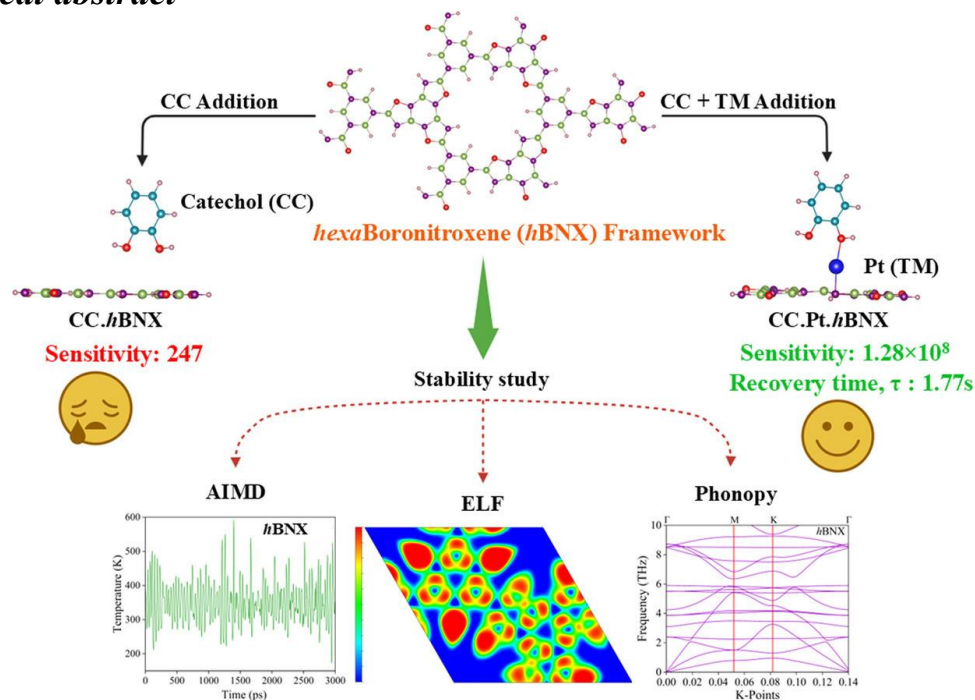 cal abstract
CC Addition
CC + TM Addition
Catechol (CC)
hexaBoronitroxene (hBNX) Framework
Pt (TM)
CC.hBNX
CC.Pt.hBNX
Sensitivity: 247
Sensitivity: 1.28×10⁸
Recovery time, τ : 1.77s
Stability study
AIMD
ELF
Phonopy
600
500
400
300
200
Temperature (K)
hBNX
0 500 1000 1500 2000 2500 3000
Time (ps)
Γ M K Γ
10
8
6
4
2
0
Frequency (THz)
hBNX
0.00 0.02 0.04 0.06 0.08 0.10 0.12 0.14
K-Points